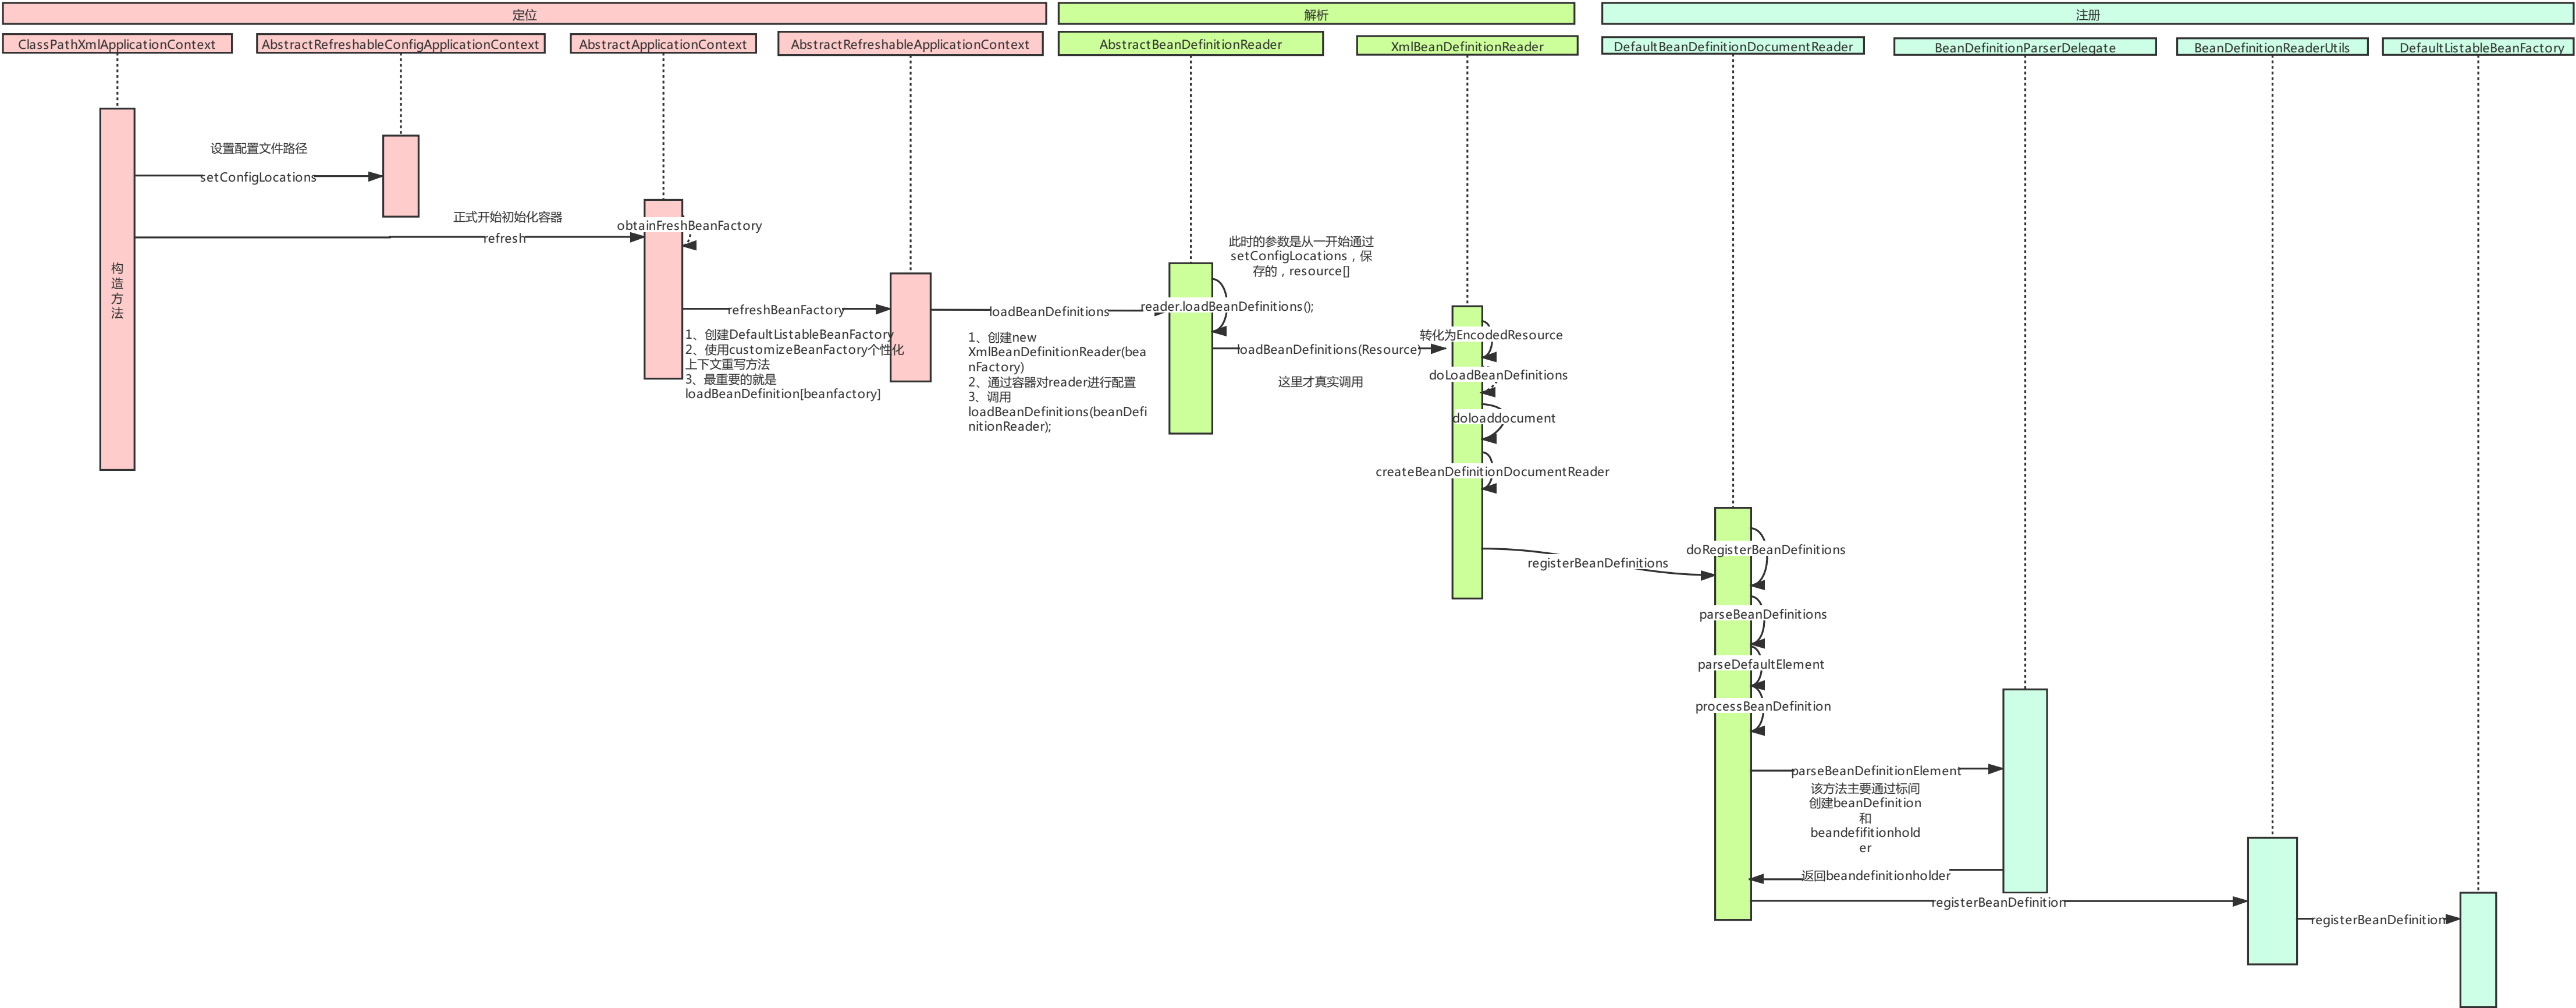 定位
解析
注册
ClassPathXmlApplicationContext
AbstractRefreshableConfigApplicationContext
AbstractApplicationContext
AbstractRefreshableApplicationContext
AbstractBeanDefinitionReader
XmlBeanDefinitionReader
DefaultBeanDefinitionDocumentReader
BeanDefinitionParserDelegate
BeanDefinitionReaderUtils
DefaultListableBeanFactory
构
造
方
法
设置配置文件路径
setConfigLocations
正式开始初始化容器
refresh
obtainFreshBeanFactory
refreshBeanFactory
1、创建DefaultListableBeanFactory
2、使用customizeBeanFactory个性化
上下文重写方法
3、最重要的就是
loadBeanDefinition[beanfactory]
loadBeanDefinitions
1、创建new
XmlBeanDefinitionReader(bea
nFactory)
2、通过容器对reader进行配置
3、调用
loadBeanDefinitions(beanDefi
nitionReader);
此时的参数是从一开始通过
setConfigLocations，保
存的，resource[]
reader.loadBeanDefinitions();
loadBeanDefinitions(Resource)
这里才真实调用
转化为EncodedResource
doLoadBeanDefinitions
doloaddocument
createBeanDefinitionDocumentReader
registerBeanDefinitions
doRegisterBeanDefinitions
parseBeanDefinitions
parseDefaultElement
processBeanDefinition
parseBeanDefinitionElement
该方法主要通过标间
创建beanDefinition
和
beandefifitionhold
er
返回beandefinitionholder
registerBeanDefinition
registerBeanDefinition